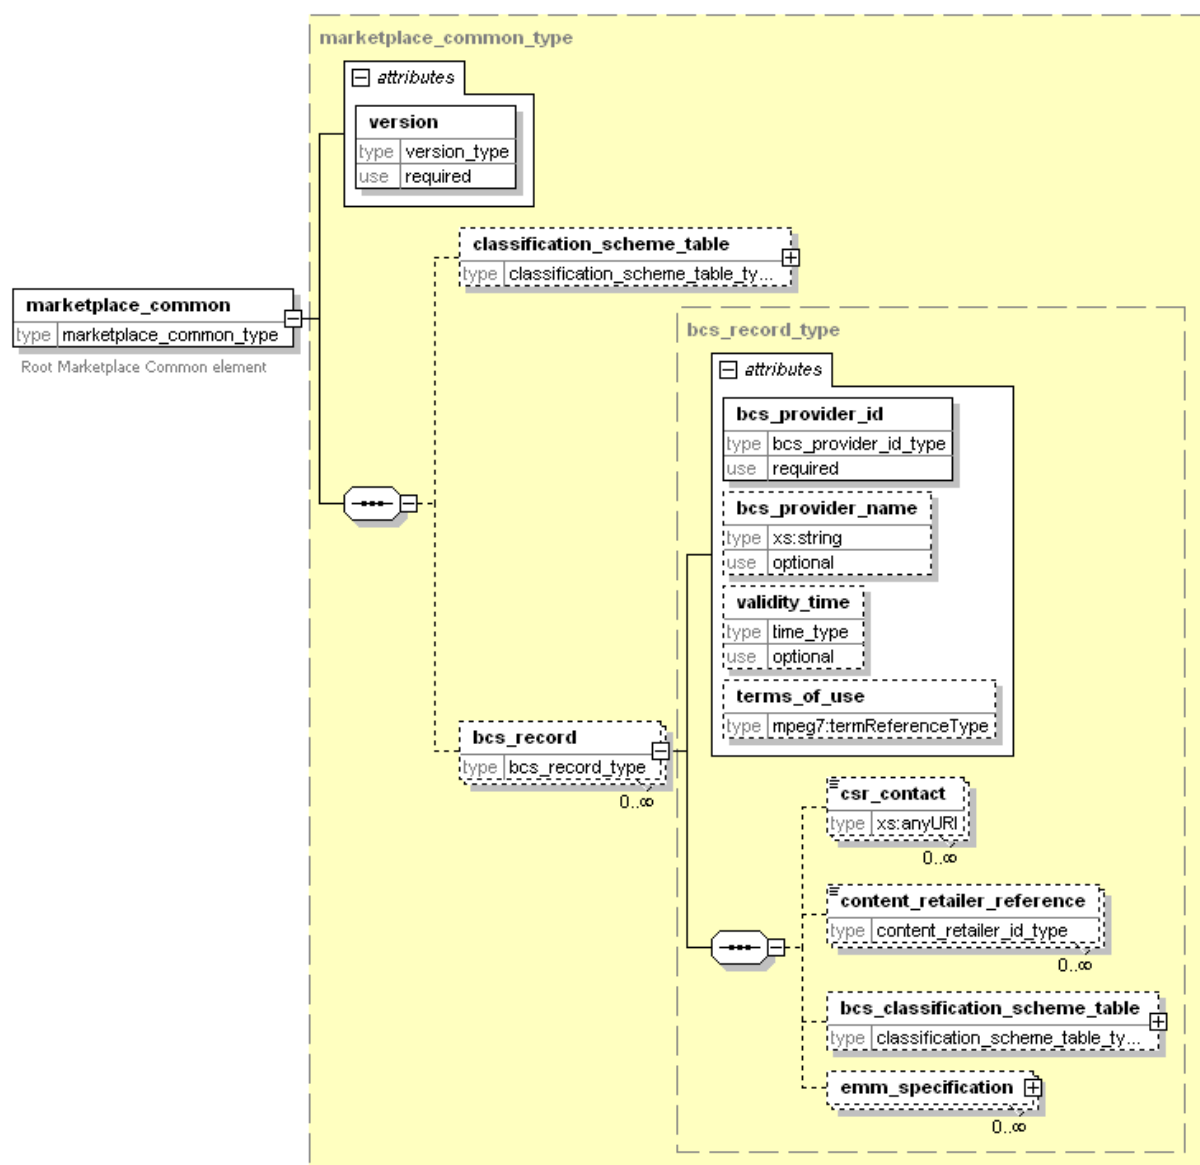 marketplace_common_type
attributes
version
type version_type
use required
classification_scheme_table
type classification_scheme_table_ty...
marketplace_common
type marketplace_common_type
Root Marketplace Common element
bcs_record_type
attributes
bcs_provider_id
type bcs_provider_id_type
use required
bcs_provider_name
type xs:string
use optional
validity_time
type time_type
use optional
terms_of_use
type mpeg7:termReferenceType
bcs_record
type bcs_record_type
0..∞
csr_contact
type xs:anyURI
0..∞
content_retailer_reference
type content_retailer_id_type
0..∞
bcs_classification_scheme_table
type classification_scheme_table_ty...
emm_specification
0..∞